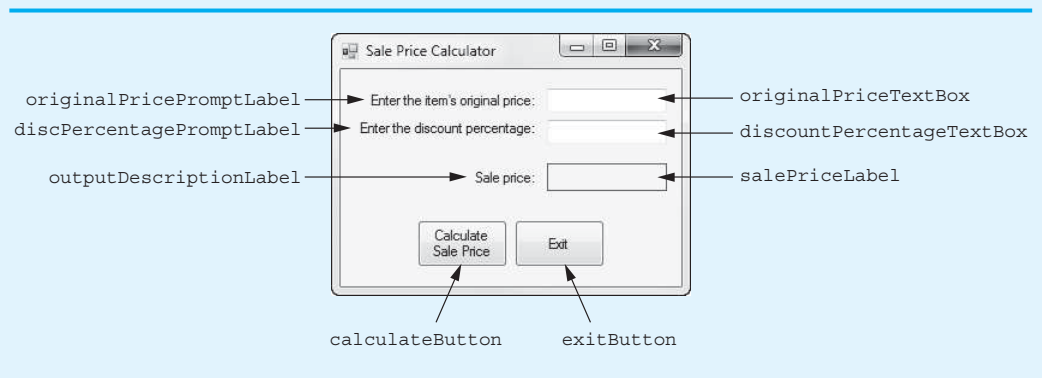 Sale Price Calculator
originalPricePromptLabel Enter the item's original price: originalPriceTextBox
discPercentagePromptLabel Enter the discount percentage: discountPercentageTextBox
outputDescriptionLabel Sale price: salePriceLabel
Calculate
Sale Price
Exit
calculateButton exitButton